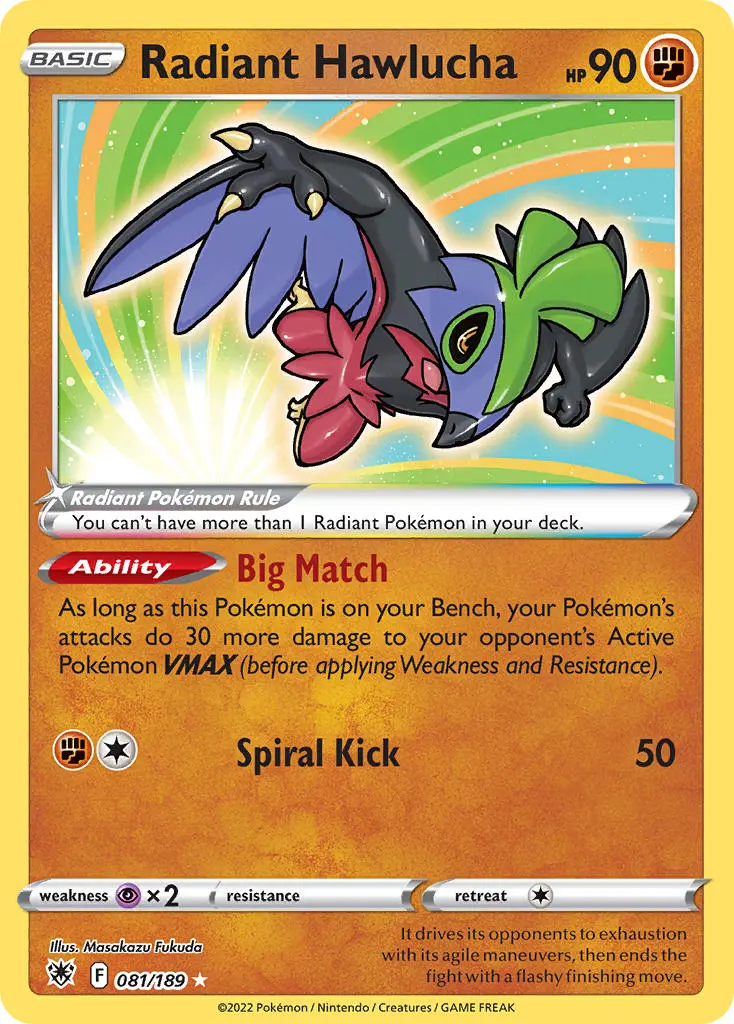 BASIC Radiant Hawlucha HP 90
Radiant Pokémon Rule
You can't have more than 1 Radiant Pokémon in your deck.
Ability Big Match
As long as this Pokémon is on your Bench, your Pokémon's
attacks do 30 more damage to your opponent's Active
Pokémon VMAX (before applying Weakness and Resistance).
Spiral Kick 50
weakness ×2 resistance retreat
Illus. Masakazu Fukuda
F 081/189
It drives its opponents to exhaustion
with its agile maneuvers, then ends the
fight with a flashy finishing move.
©2022 Pokémon / Nintendo / Creatures / GAME FREAK